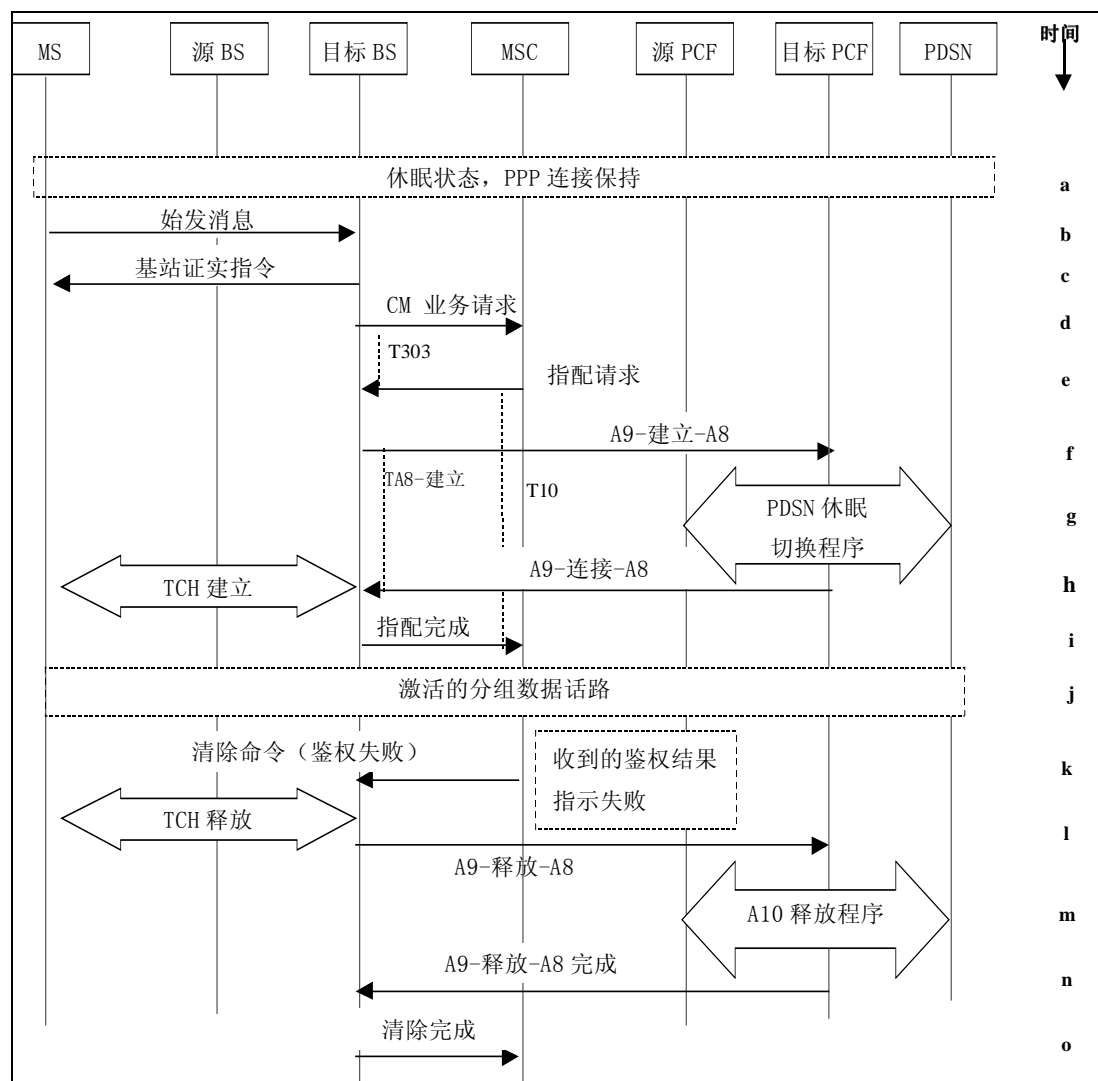 时间
MS
源 BS
目标 BS
MSC
源 PCF
目标 PCF
PDSN
休眠状态，PPP 连接保持
a
始发消息
b
基站证实指令
c
CM 业务请求
d
T303
指配请求
e
A9-建立-A8
f
TA8-建立
T10
PDSN 休眠
切换程序
g
A9-连接-A8
TCH 建立
h
指配完成
i
激活的分组数据话路
j
清除命令（鉴权失败）
收到的鉴权结果
指示失败
k
TCH 释放
l
A9-释放-A8
A10 释放程序
m
A9-释放-A8 完成
n
清除完成
o